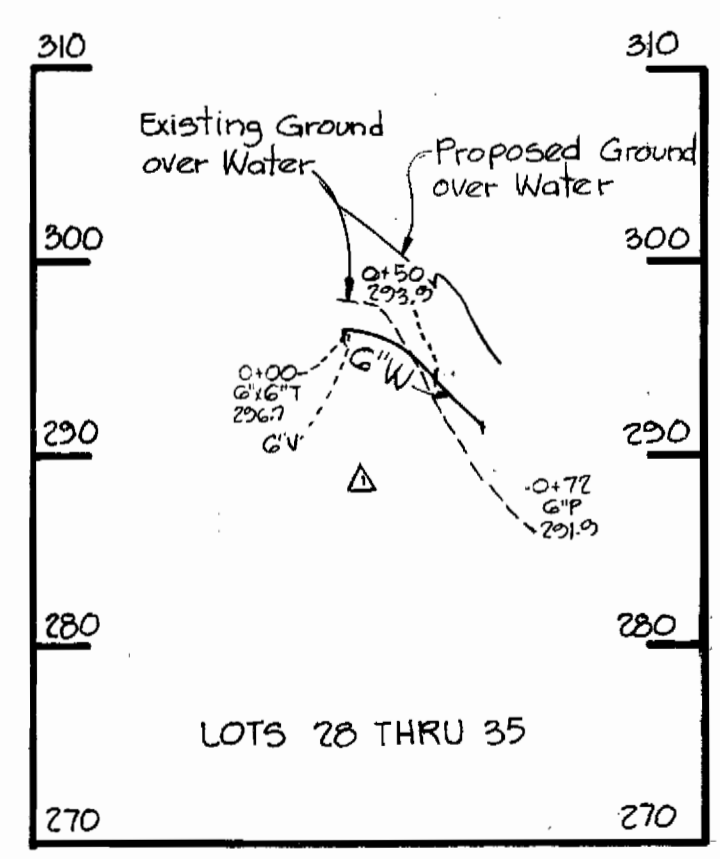 310
310
Existing Ground
over Water
Proposed Ground
over Water
300
300
0+50
293.9
6"W
0+00
6"x6"T
296.7
6"V
290
290
1
0+72
6"P
291.9
280
280
LOTS 28 THRU 35
270
270